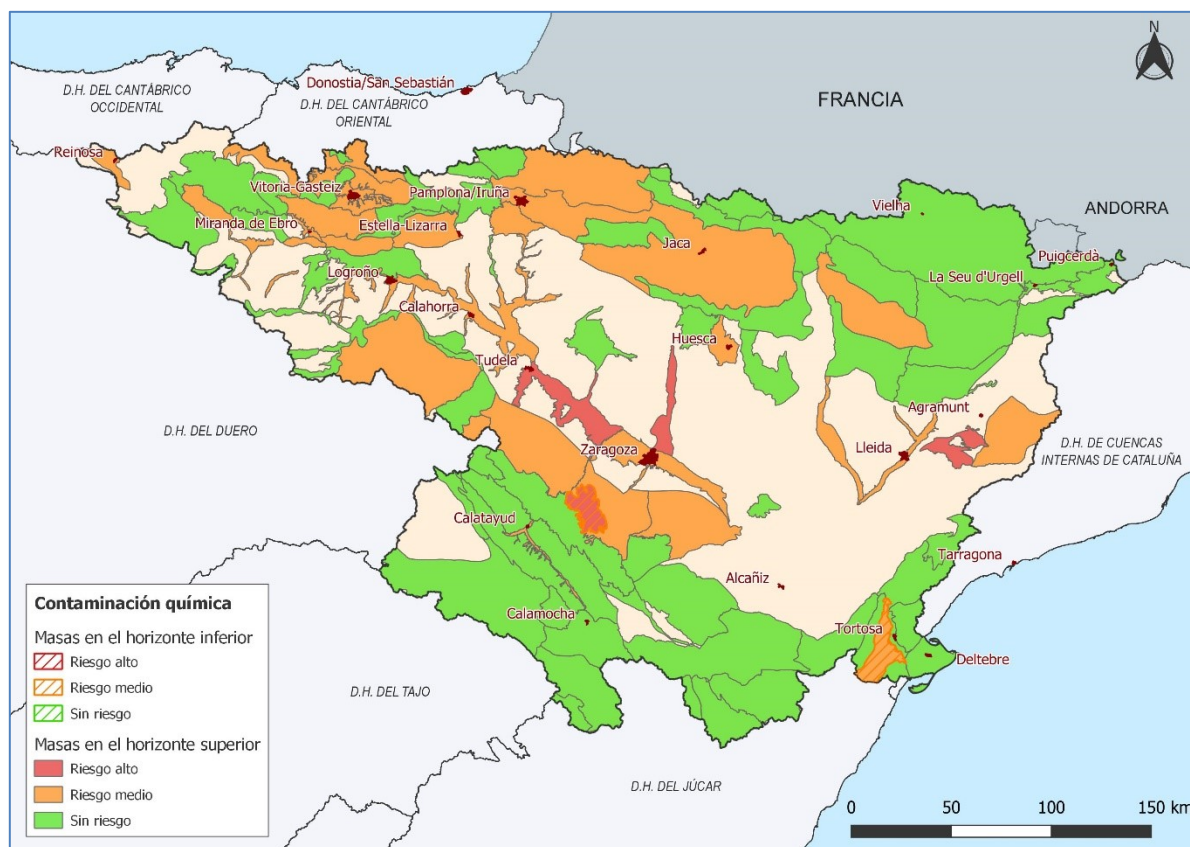 N
D.H. DEL CANTÁBRICO
OCCIDENTAL
Donostia/San Sebastián
D.H. DEL CANTÁBRICO
ORIENTAL
FRANCIA
Reinosa
Vitoria-Gasteiz
Pamplona/Iruña
Vielha
ANDORRA
Miranda de Ebro
Estella-Lizarra
Jaca
Puigcerdà
La Seu d'Urgell
Logroño
Calahorra
Huesca
Tudela
Agramunt
D.H. DEL DUERO
Zaragoza
Lleida
D.H. DE CUENCAS
INTERNAS DE CATALUÑA
Calatayud
Tarragona
Alcañiz
Calamocha
Tortosa
Deltebre
D.H. DEL TAJO
D.H. DEL JÚCAR
Contaminación química
Masas en el horizonte inferior
Riesgo alto
Riesgo medio
Sin riesgo
Masas en el horizonte superior
Riesgo alto
Riesgo medio
Sin riesgo
0 50 100 150 km